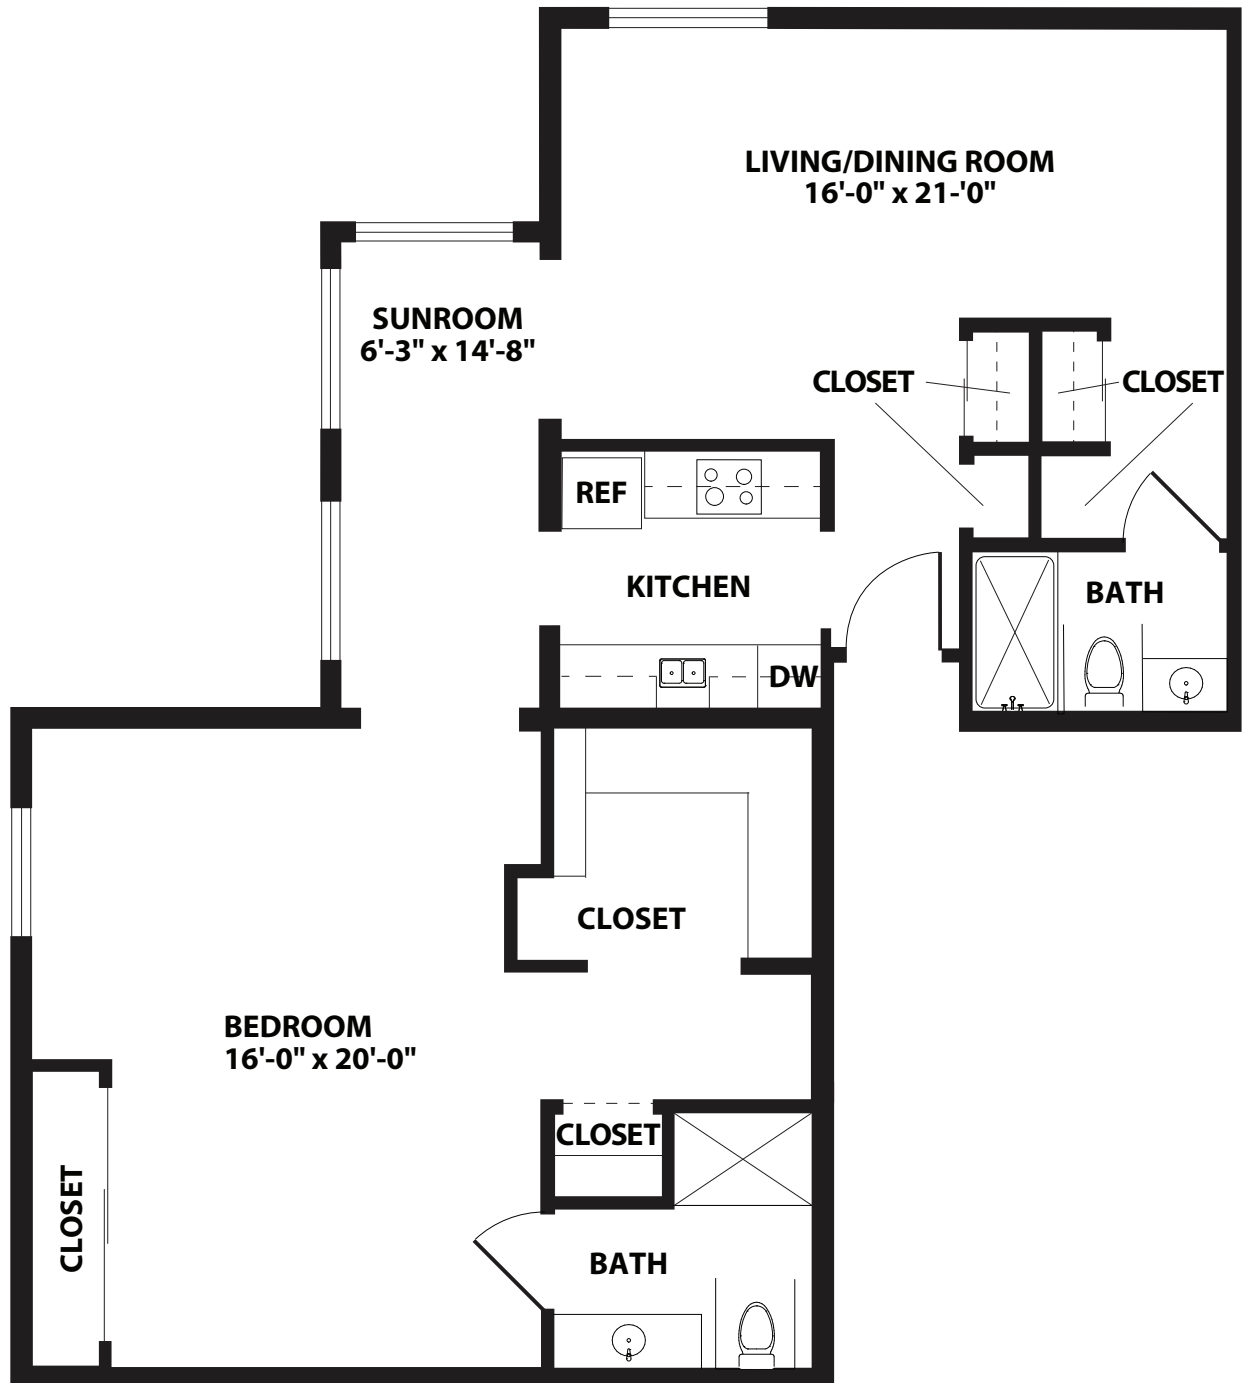 LIVING/DINING ROOM
16'-0" x 21-'0"
SUNROOM
6'-3" x 14'-8"
CLOSET
CLOSET
REF
KITCHEN
BATH
DW
CLOSET
BEDROOM
16'-0" x 20'-0"
CLOSET
CLOSET
BATH